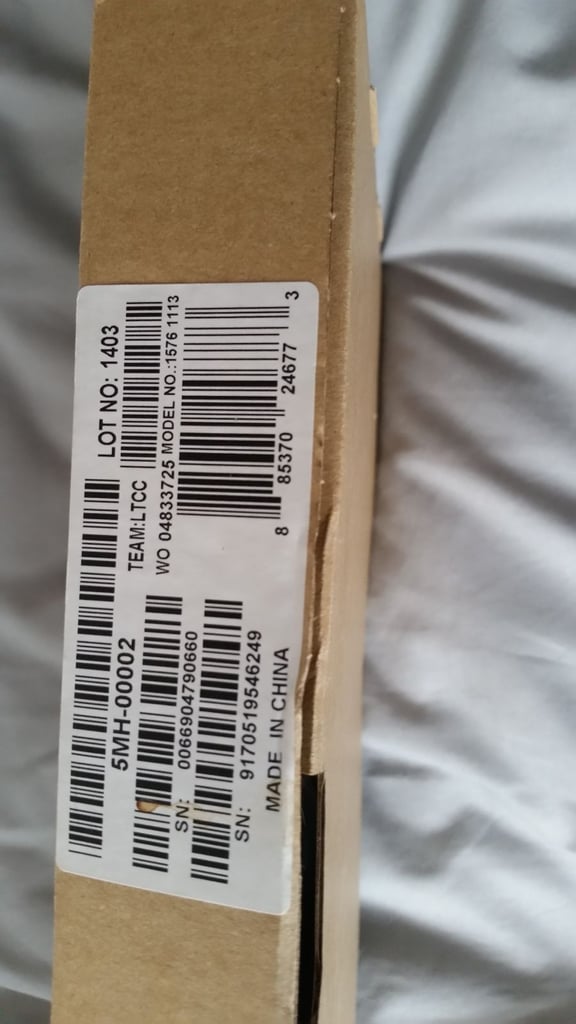 5MH-00002
LOT NO: 1403
TEAM:LTCC
SN: 0066904790660
WO 04833725 MODEL NO.:1576 1113
SN: 9170519546249
8 85370 24677 3
MADE IN CHINA